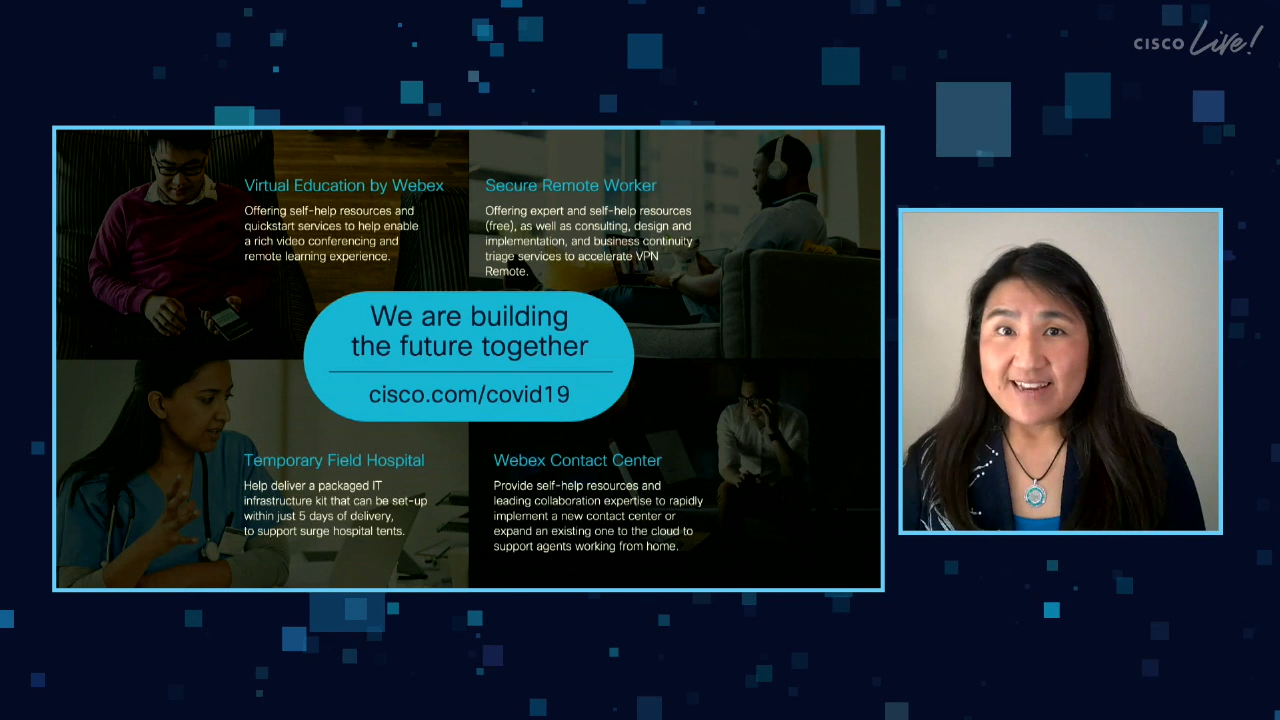 CISCO Live!
Virtual Education by Webex
Offering self-help resources and
quickstart services to help enable
a rich video conferencing and
remote learning experience.
Secure Remote Worker
Offering expert and self-help resources
(free), as well as consulting, design and
implementation, and business continuity
triage services to accelerate VPN
Remote.
We are building
the future together
cisco.com/covid19
Temporary Field Hospital
Help deliver a packaged IT
infrastructure kit that can be set-up
within just 5 days of delivery,
to support surge hospital tents.
Webex Contact Center
Provide self-help resources and
leading collaboration expertise to rapidly
implement a new contact center or
expand an existing one to the cloud to
support agents working from home.